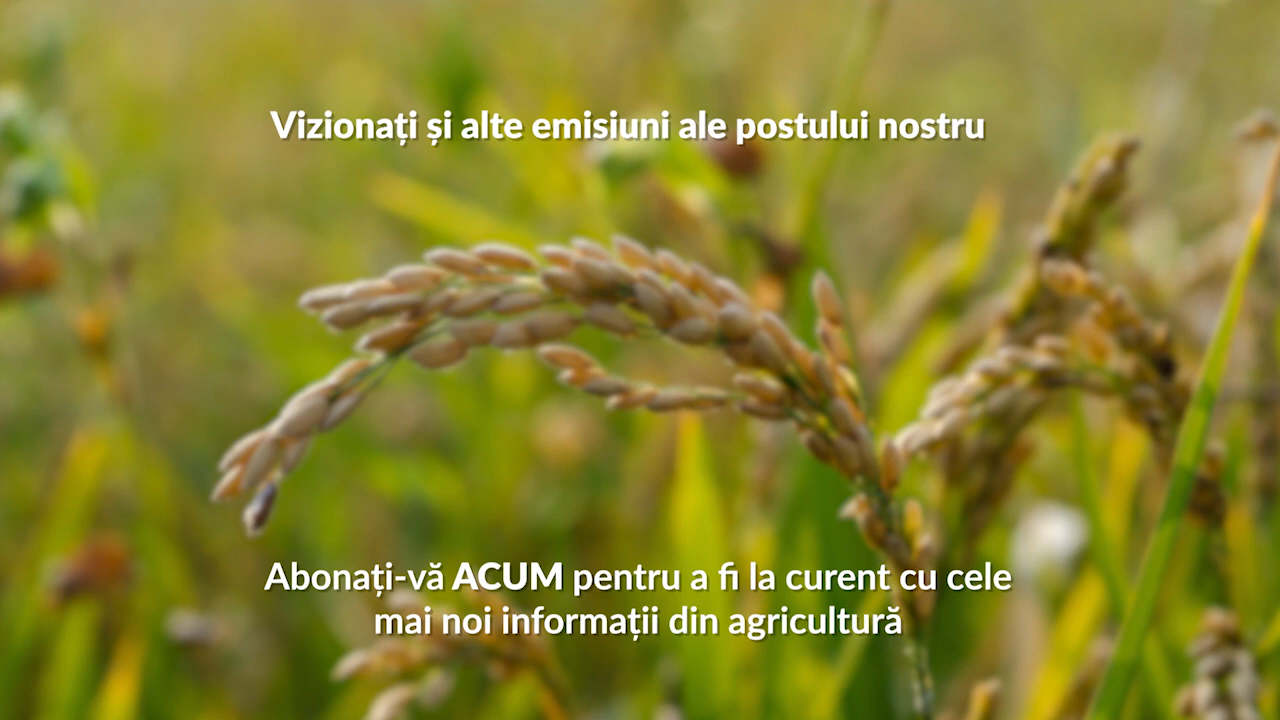 Vizionați și alte emisiuni ale postului nostru
Abonați-vă ACUM pentru a fi la curent cu cele
mai noi informații din agricultură